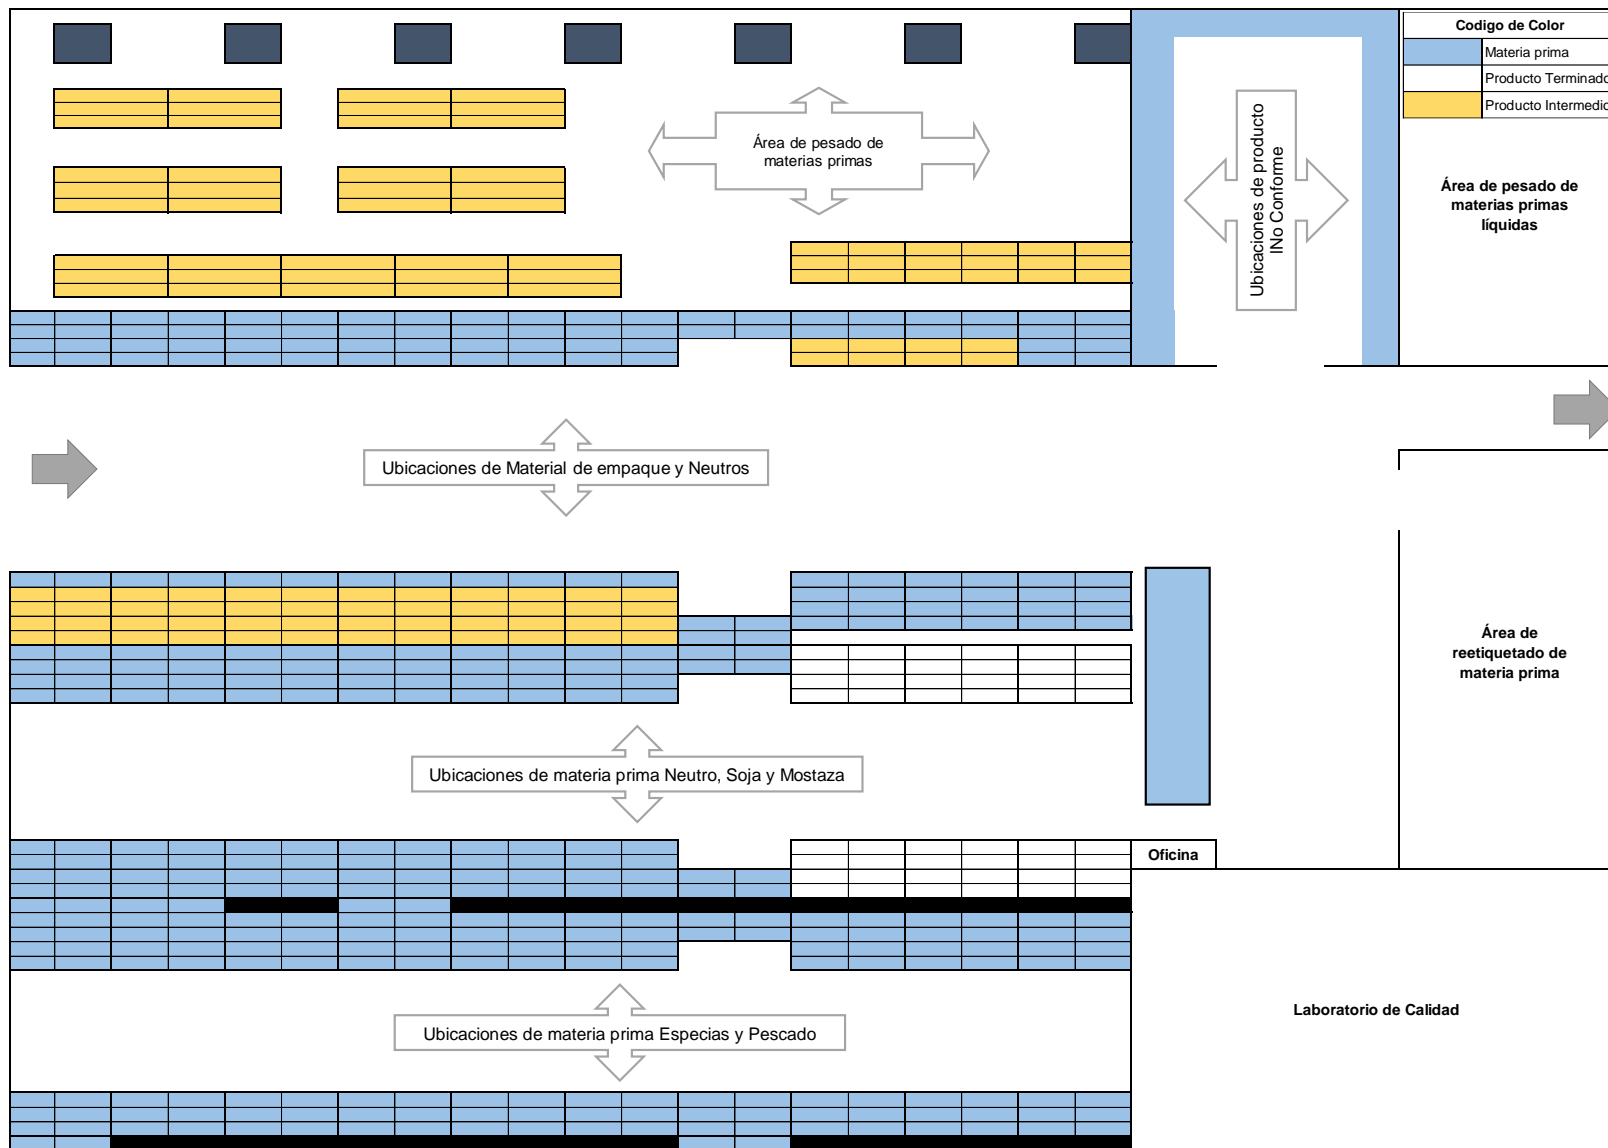 Codigo de Color
Materia prima
Producto Terminado
Producto Intermedio
Área de pesado de
materias primas
Ubicaciones de producto
INo Conforme
Área de pesado de
materias primas
líquidas
Ubicaciones de Material de empaque y Neutros
Área de
reetiquetado de
materia prima
Ubicaciones de materia prima Neutro, Soja y Mostaza
Oficina
Laboratorio de Calidad
Ubicaciones de materia prima Especias y Pescado